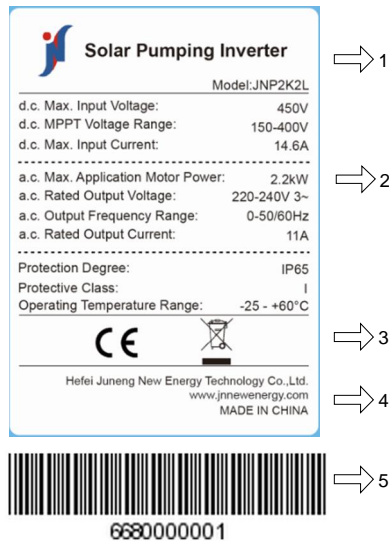 Solar Pumping Inverter
1
Model:JNP2K2L
d.c. Max. Input Voltage: 450V
d.c. MPPT Voltage Range: 150-400V
d.c. Max. Input Current: 14.6A
a.c. Max. Application Motor Power: 2.2kW
2
a.c. Rated Output Voltage: 220-240V 3~
a.c. Output Frequency Range: 0-50/60Hz
a.c. Rated Output Current: 11A
Protection Degree: IP65
Protective Class: I
Operating Temperature Range: -25 - +60°C
CE
3
Hefei Juneng New Energy Technology Co.,Ltd.
www.jnnewenergy.com
4
MADE IN CHINA
5
6680000001